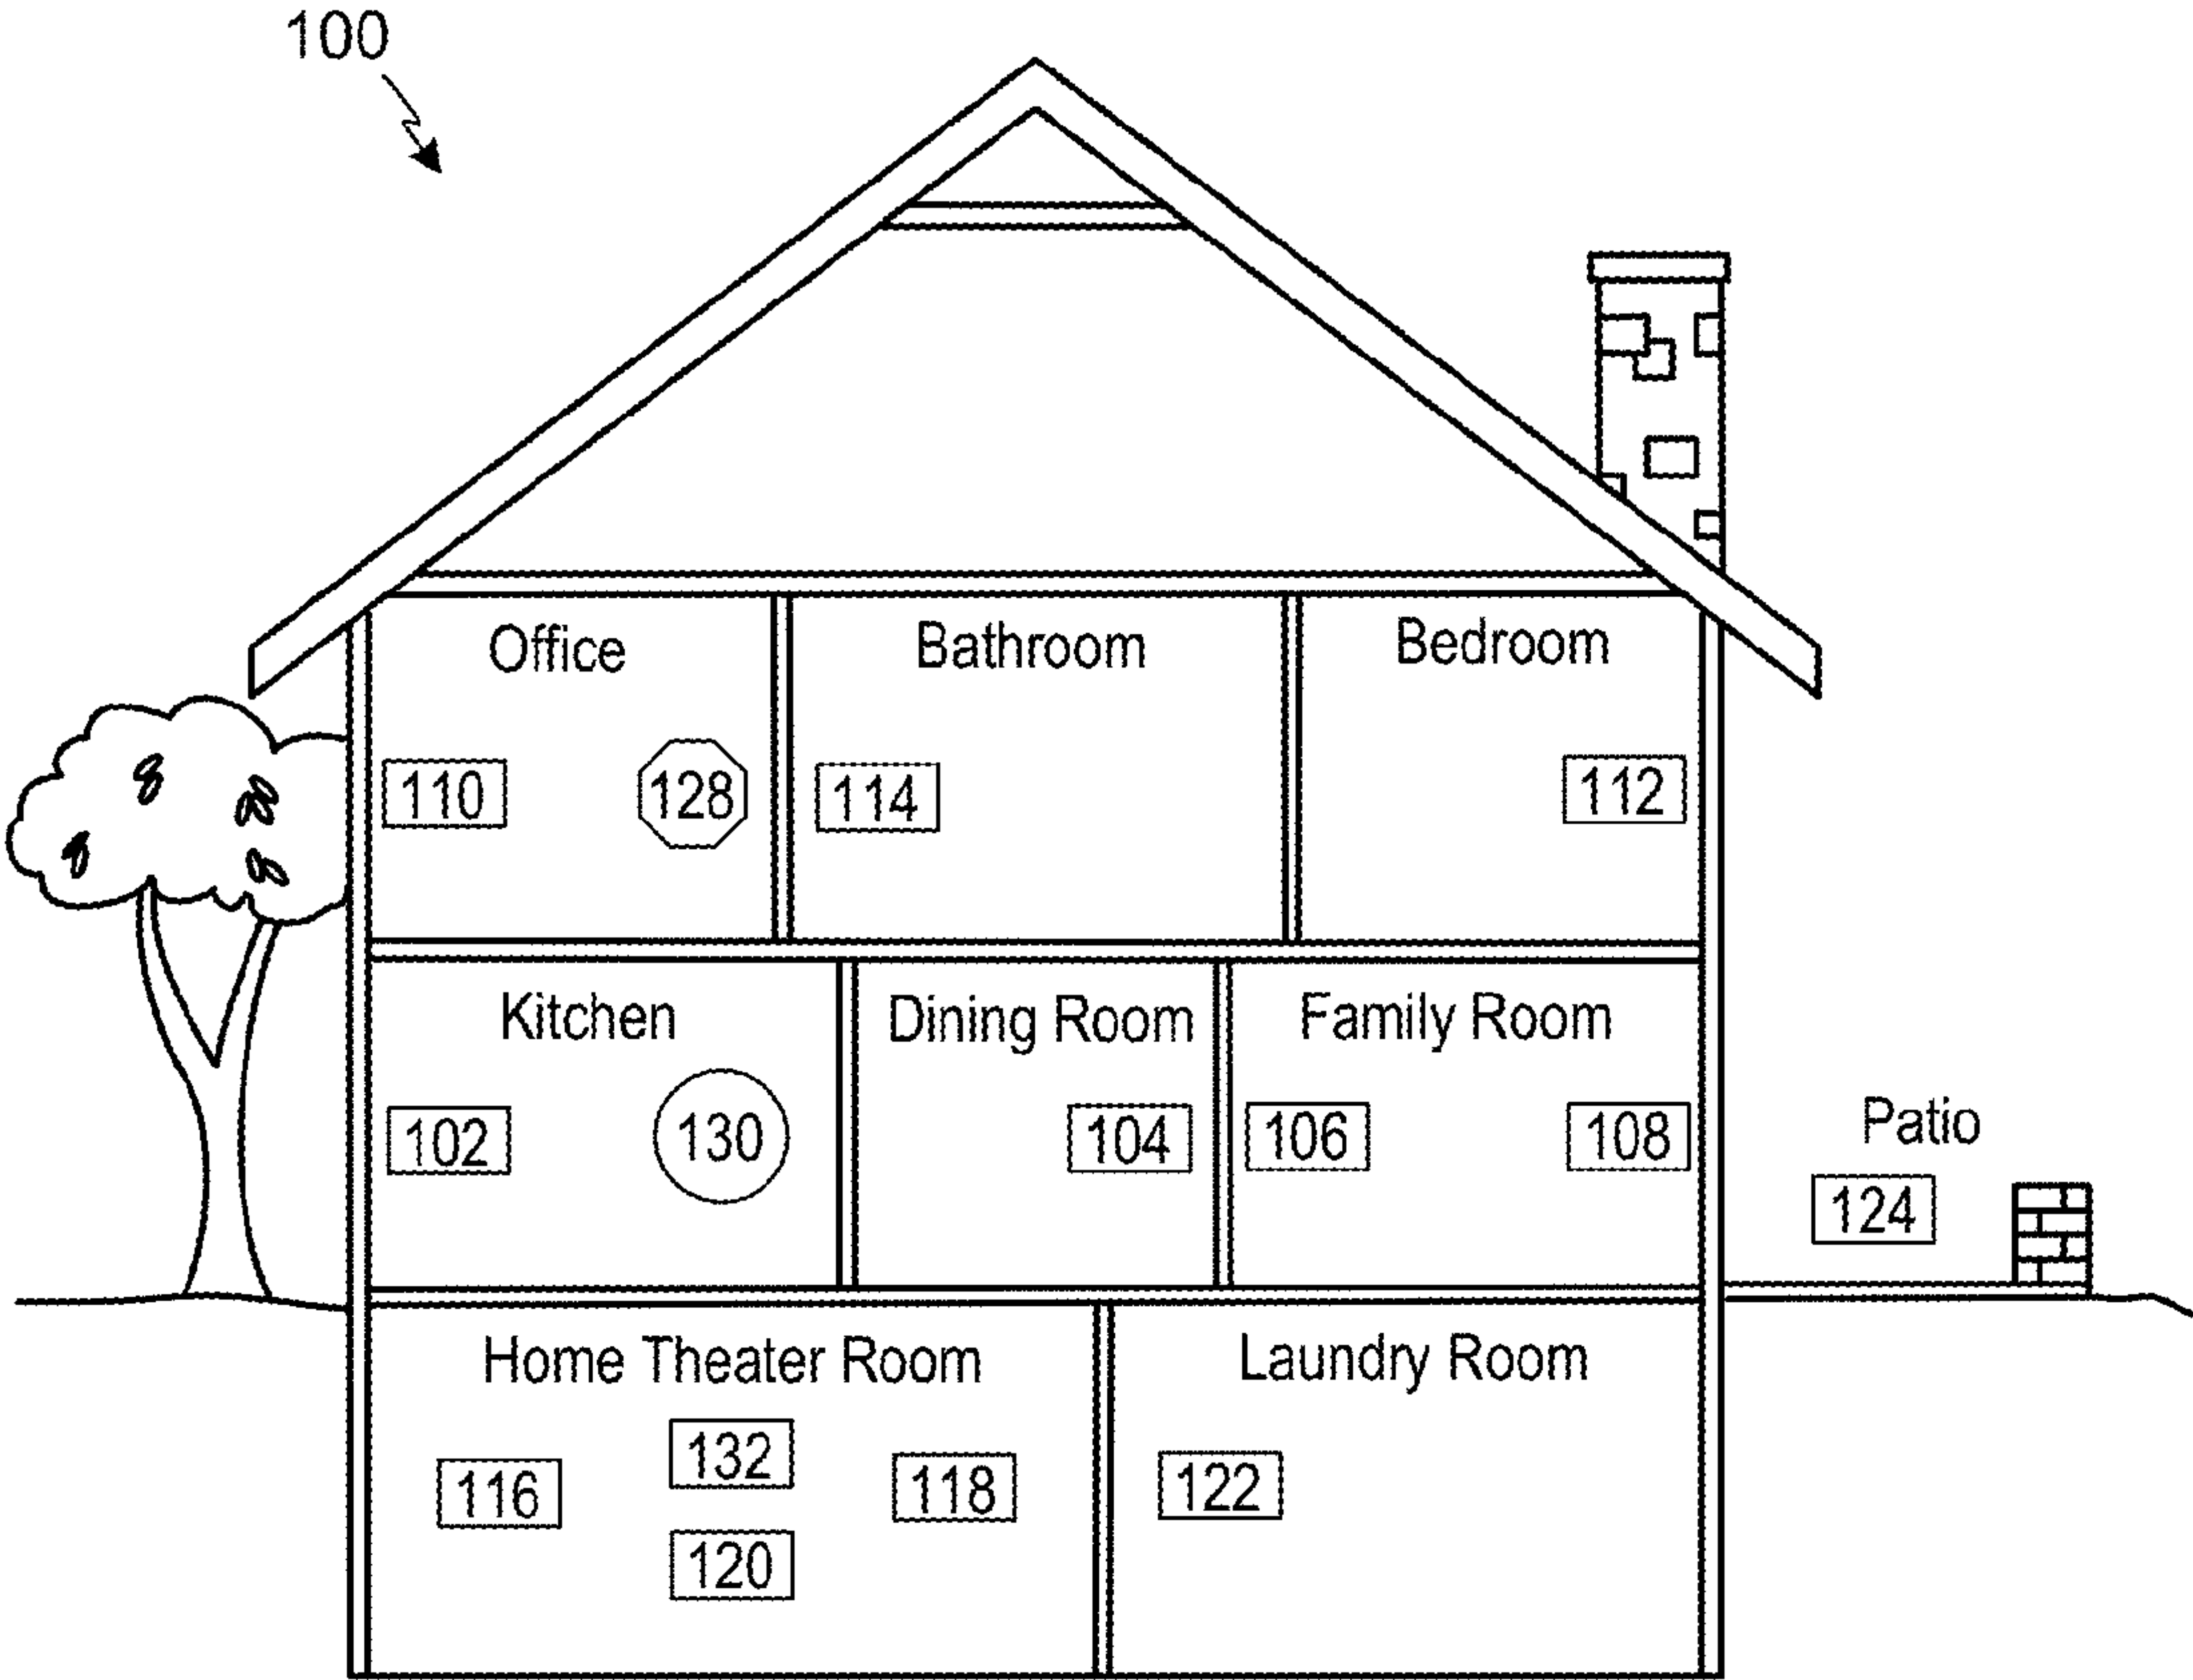 100
Office Bathroom Bedroom
110 128 114 112
Kitchen Dining Room Family Room
102 130 104 106 108
Patio
124
Home Theater Room Laundry Room
132
116 118 122
120